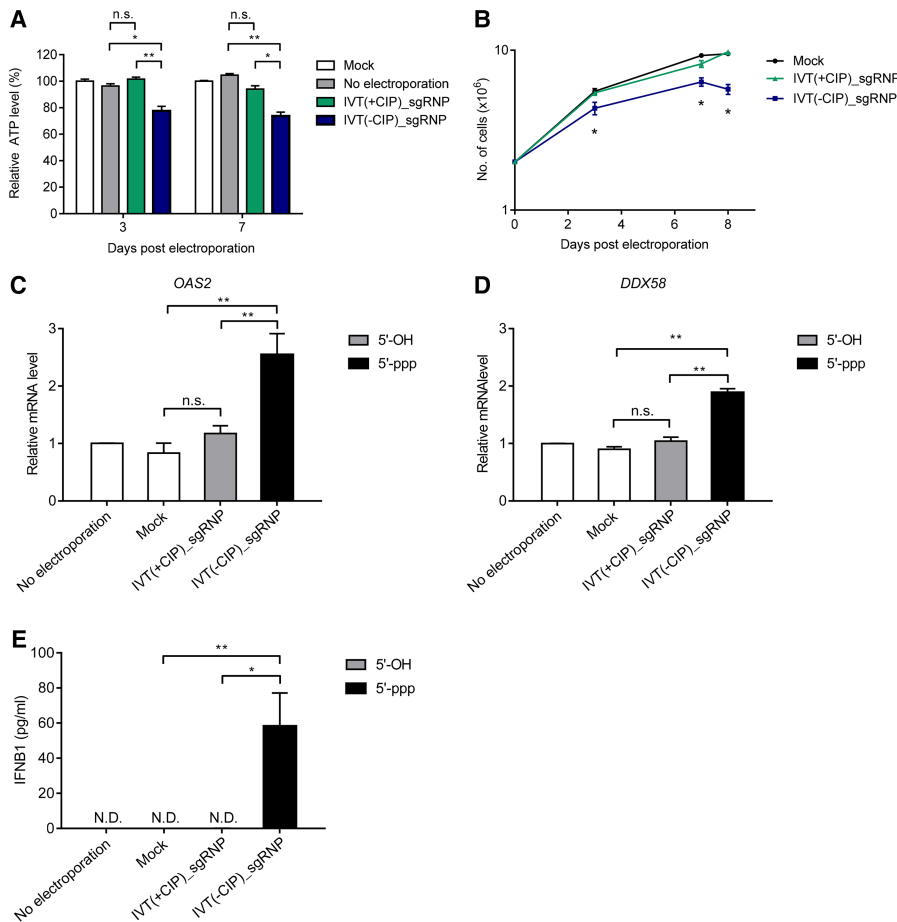 A
n.s.
n.s.
*
**
**
*
120
100
80
60
40
20
0
Relative ATP level (%)
3
7
Days post electroporation
Mock
No electroporation
IVT(+CIP)_sgRNP
IVT(-CIP)_sgRNP
B
10
1
No. of cells (x10⁶)
0
2
4
6
7
8
Days post electroporation
*
*
*
Mock
IVT(+CIP)_sgRNP
IVT(-CIP)_sgRNP
C
OAS2
**
**
n.s.
3
2
1
0
Relative mRNA level
No electroporation
Mock
IVT(+CIP)_sgRNP
IVT(-CIP)_sgRNP
5'-OH
5'-ppp
D
DDX58
**
**
n.s.
3
2
1
0
Relative mRNAlevel
No electroporation
Mock
IVT(+CIP)_sgRNP
IVT(-CIP)_sgRNP
5'-OH
5'-ppp
E
**
*
100
80
60
40
20
0
IFNB1 (pg/ml)
N.D.
N.D.
N.D.
No electroporation
Mock
IVT(+CIP)_sgRNP
IVT(-CIP)_sgRNP
5'-OH
5'-ppp